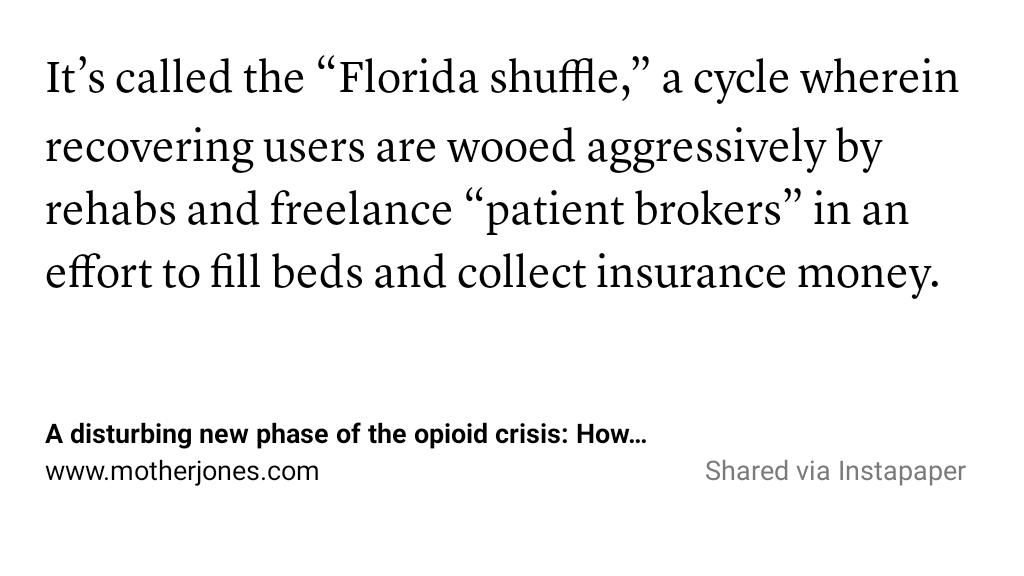 It’s called the “Florida shuffle,” a cycle wherein
recovering users are wooed aggressively by
rehabs and freelance “patient brokers” in an
effort to fill beds and collect insurance money.
A disturbing new phase of the opioid crisis: How…
www.motherjones.com
Shared via Instapaper